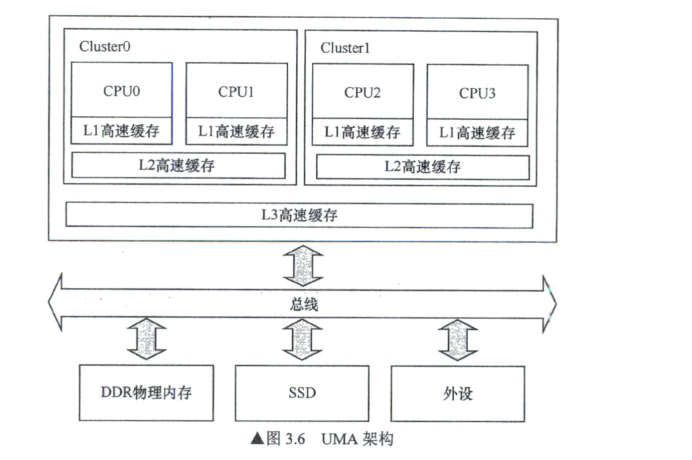 Cluster0
Cluster1
CPU0
CPU1
CPU2
CPU3
L1高速缓存
L1高速缓存
L1高速缓存
L1高速缓存
L2高速缓存
L2高速缓存
L3高速缓存
总线
DDR物理内存
SSD
外设
▲图 3.6 UMA 架构